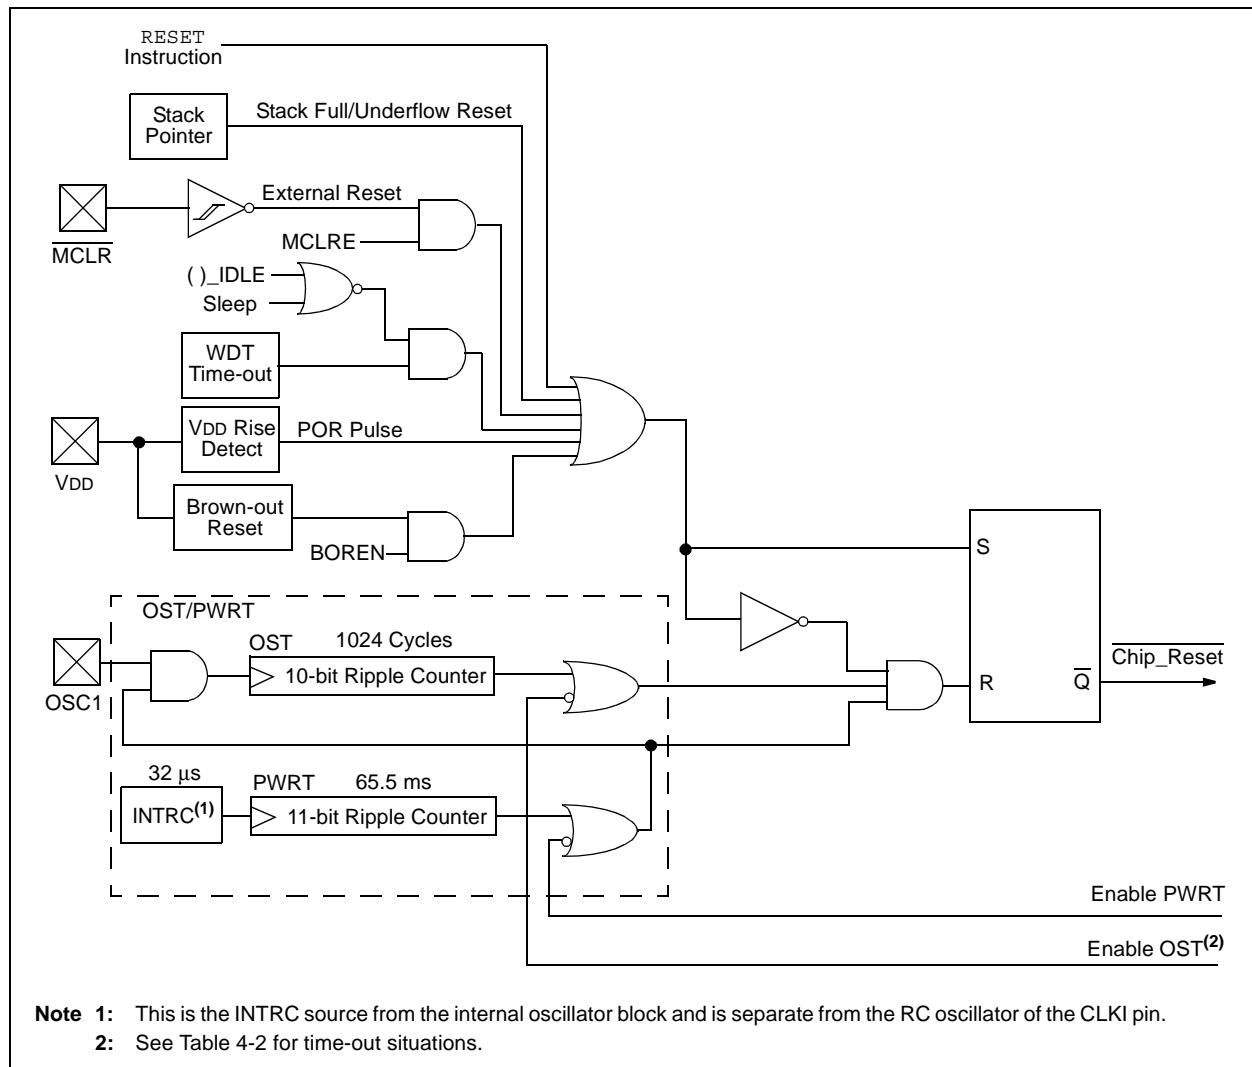 RESET
Instruction
Stack
Pointer
Stack Full/Underflow Reset
External Reset
MCLR
MCLRE
( )_IDLE
Sleep
WDT
Time-out
VDD Rise
Detect
POR Pulse
VDD
Brown-out
Reset
BOREN
S
OST/PWRT
OST
1024 Cycles
10-bit Ripple Counter
OSC1
R
Q
Chip_Reset
32 μs
INTRC(1)
PWRT
65.5 ms
11-bit Ripple Counter
Enable PWRT
Enable OST(2)
Note 1: This is the INTRC source from the internal oscillator block and is separate from the RC oscillator of the CLKI pin.
2: See Table 4-2 for time-out situations.